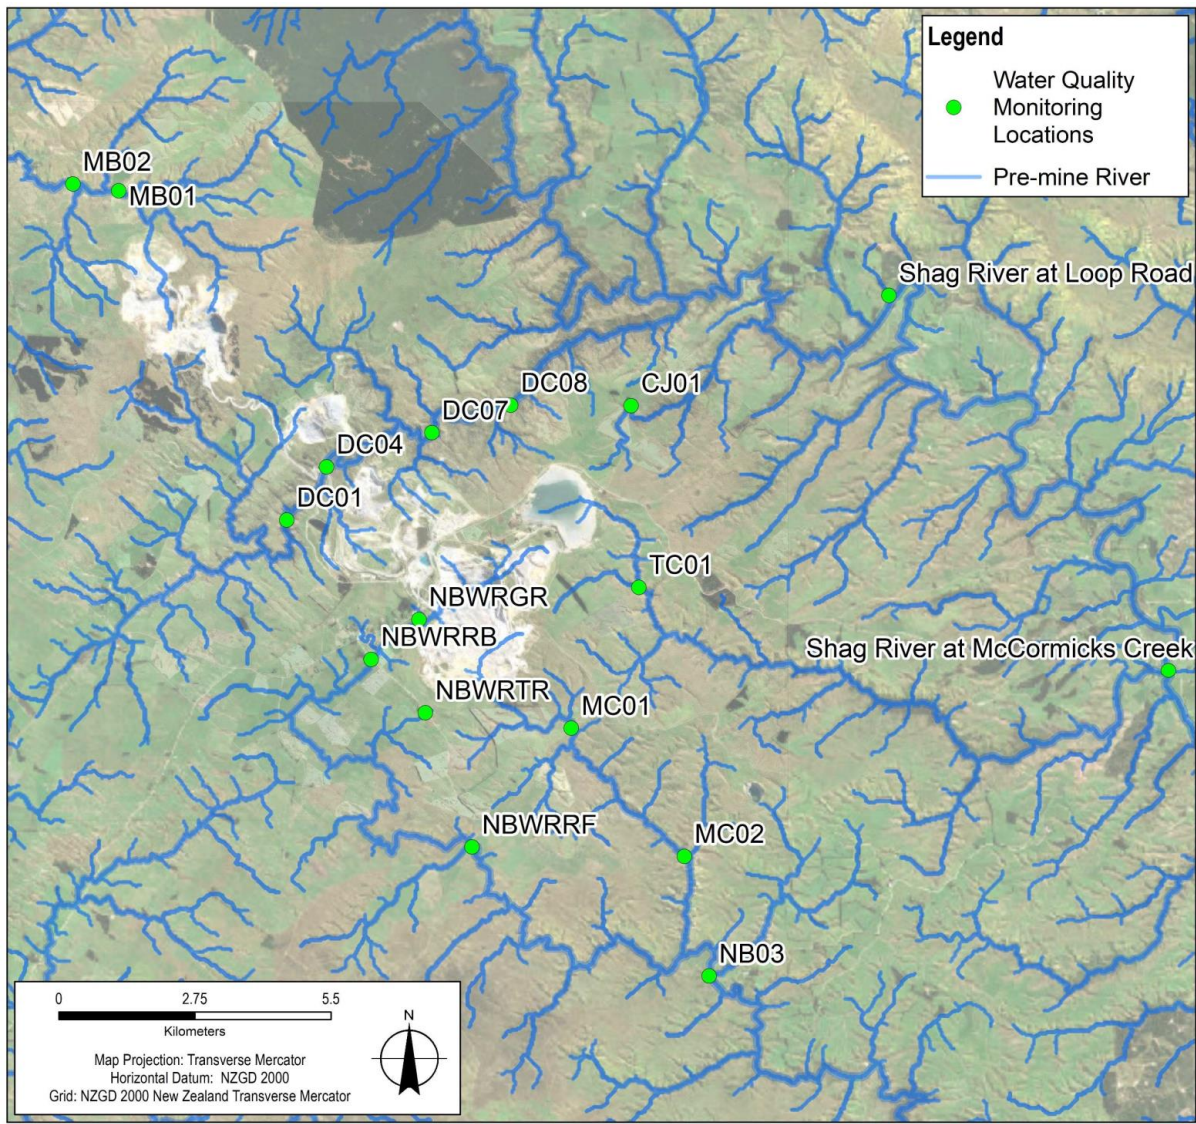 Legend
Water Quality
Monitoring
Locations
Pre-mine River
MB02
MB01
Shag River at Loop Road
DC08
CJ01
DC07
DC04
DC01
TC01
NBWRGR
NBWRRB
Shag River at McCormicks Creek
NBWRTR
MC01
NBWRRF
MC02
NB03
0 2.75 5.5
Kilometers
N
Map Projection: Transverse Mercator
Horizontal Datum: NZGD 2000
Grid: NZGD 2000 New Zealand Transverse Mercator